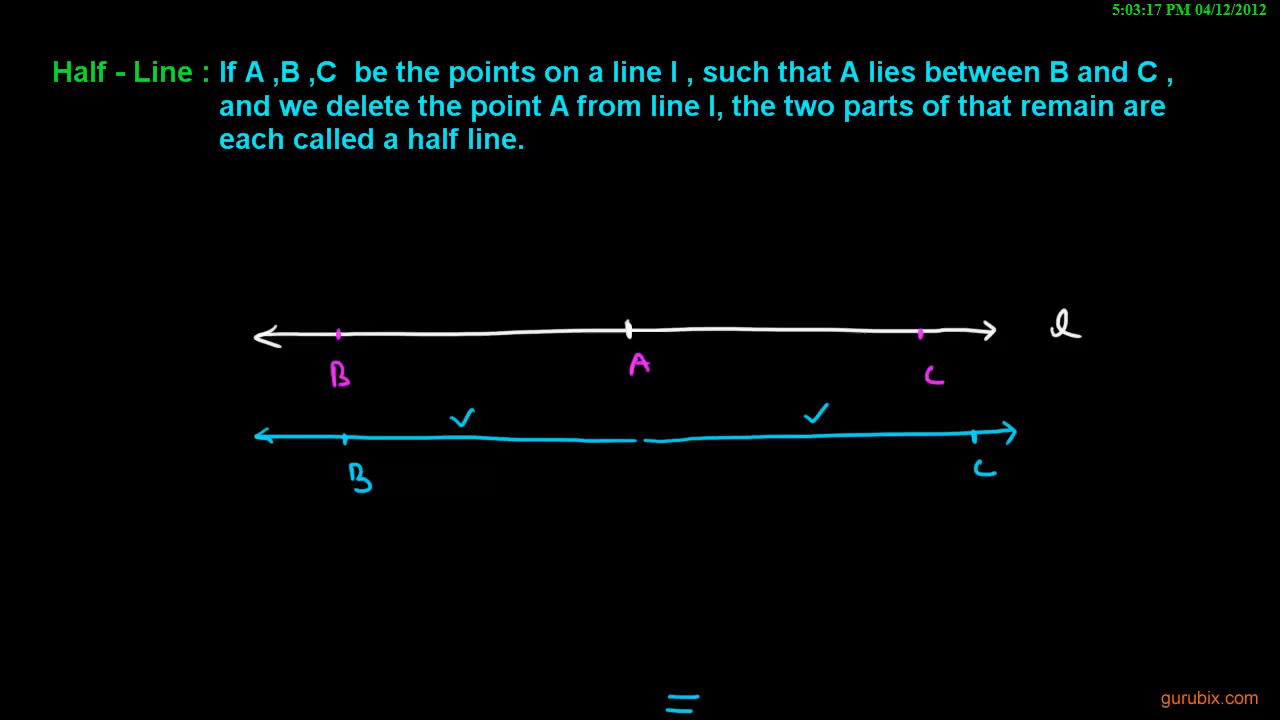 5:03:17 PM 04/12/2012
Half - Line : If A ,B ,C be the points on a line l , such that A lies between B and C ,
and we delete the point A from line l, the two parts of that remain are
each called a half line.
l
B A C
B C
=
gurubix.com